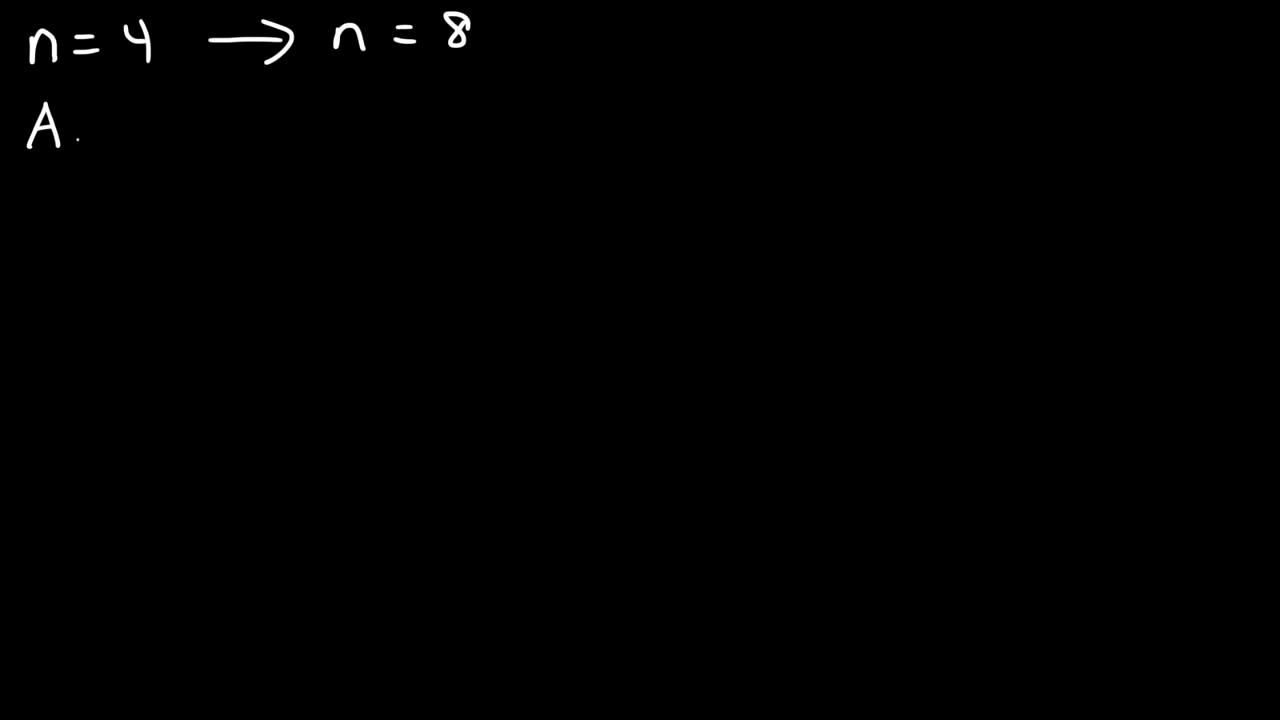 n = 4 → n = 8
A.